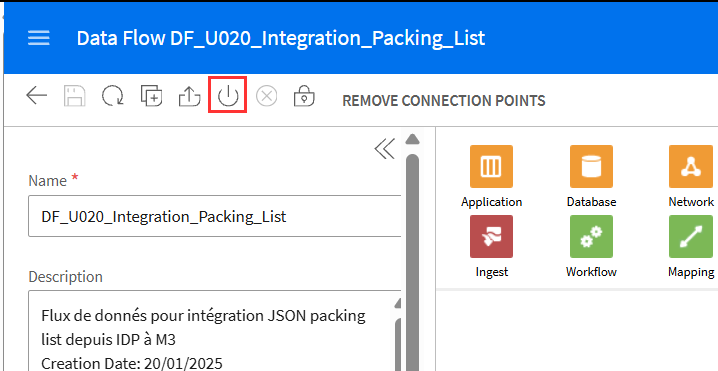 Data Flow DF_U020_Integration_Packing_List
REMOVE CONNECTION POINTS
Name *
DF_U020_Integration_Packing_List
Description
Flux de donnés pour intégration JSON packing
list depuis IDP à M3
Creation Date: 20/01/2025
Application Database Network
Ingest Workflow Mapping